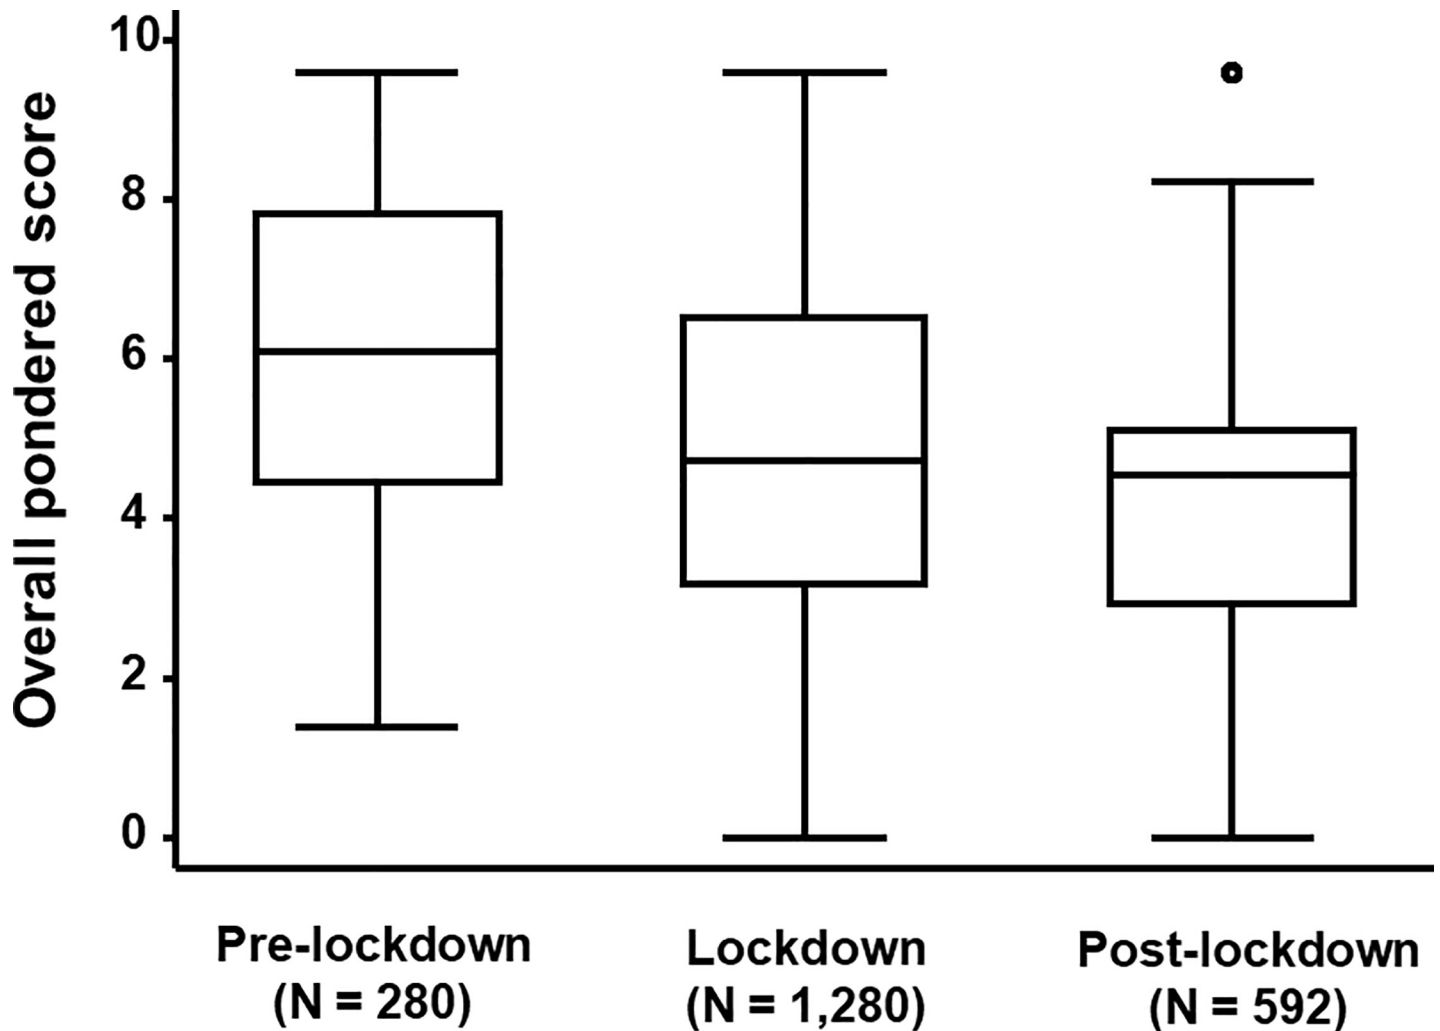 Overall pondered score
10
8
6
4
2
0
Pre-lockdown
(N = 280)
Lockdown
(N = 1,280)
Post-lockdown
(N = 592)